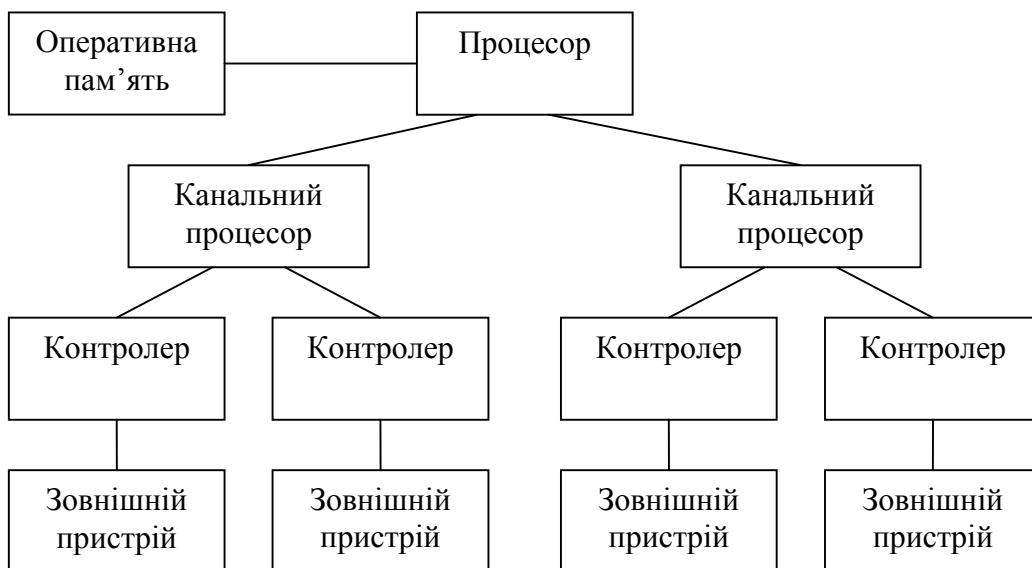 Оперативна
пам’ять
Процесор
Канальний
процесор
Канальний
процесор
Контролер
Контролер
Контролер
Контролер
Зовнішній
пристрій
Зовнішній
пристрій
Зовнішній
пристрій
Зовнішній
пристрій